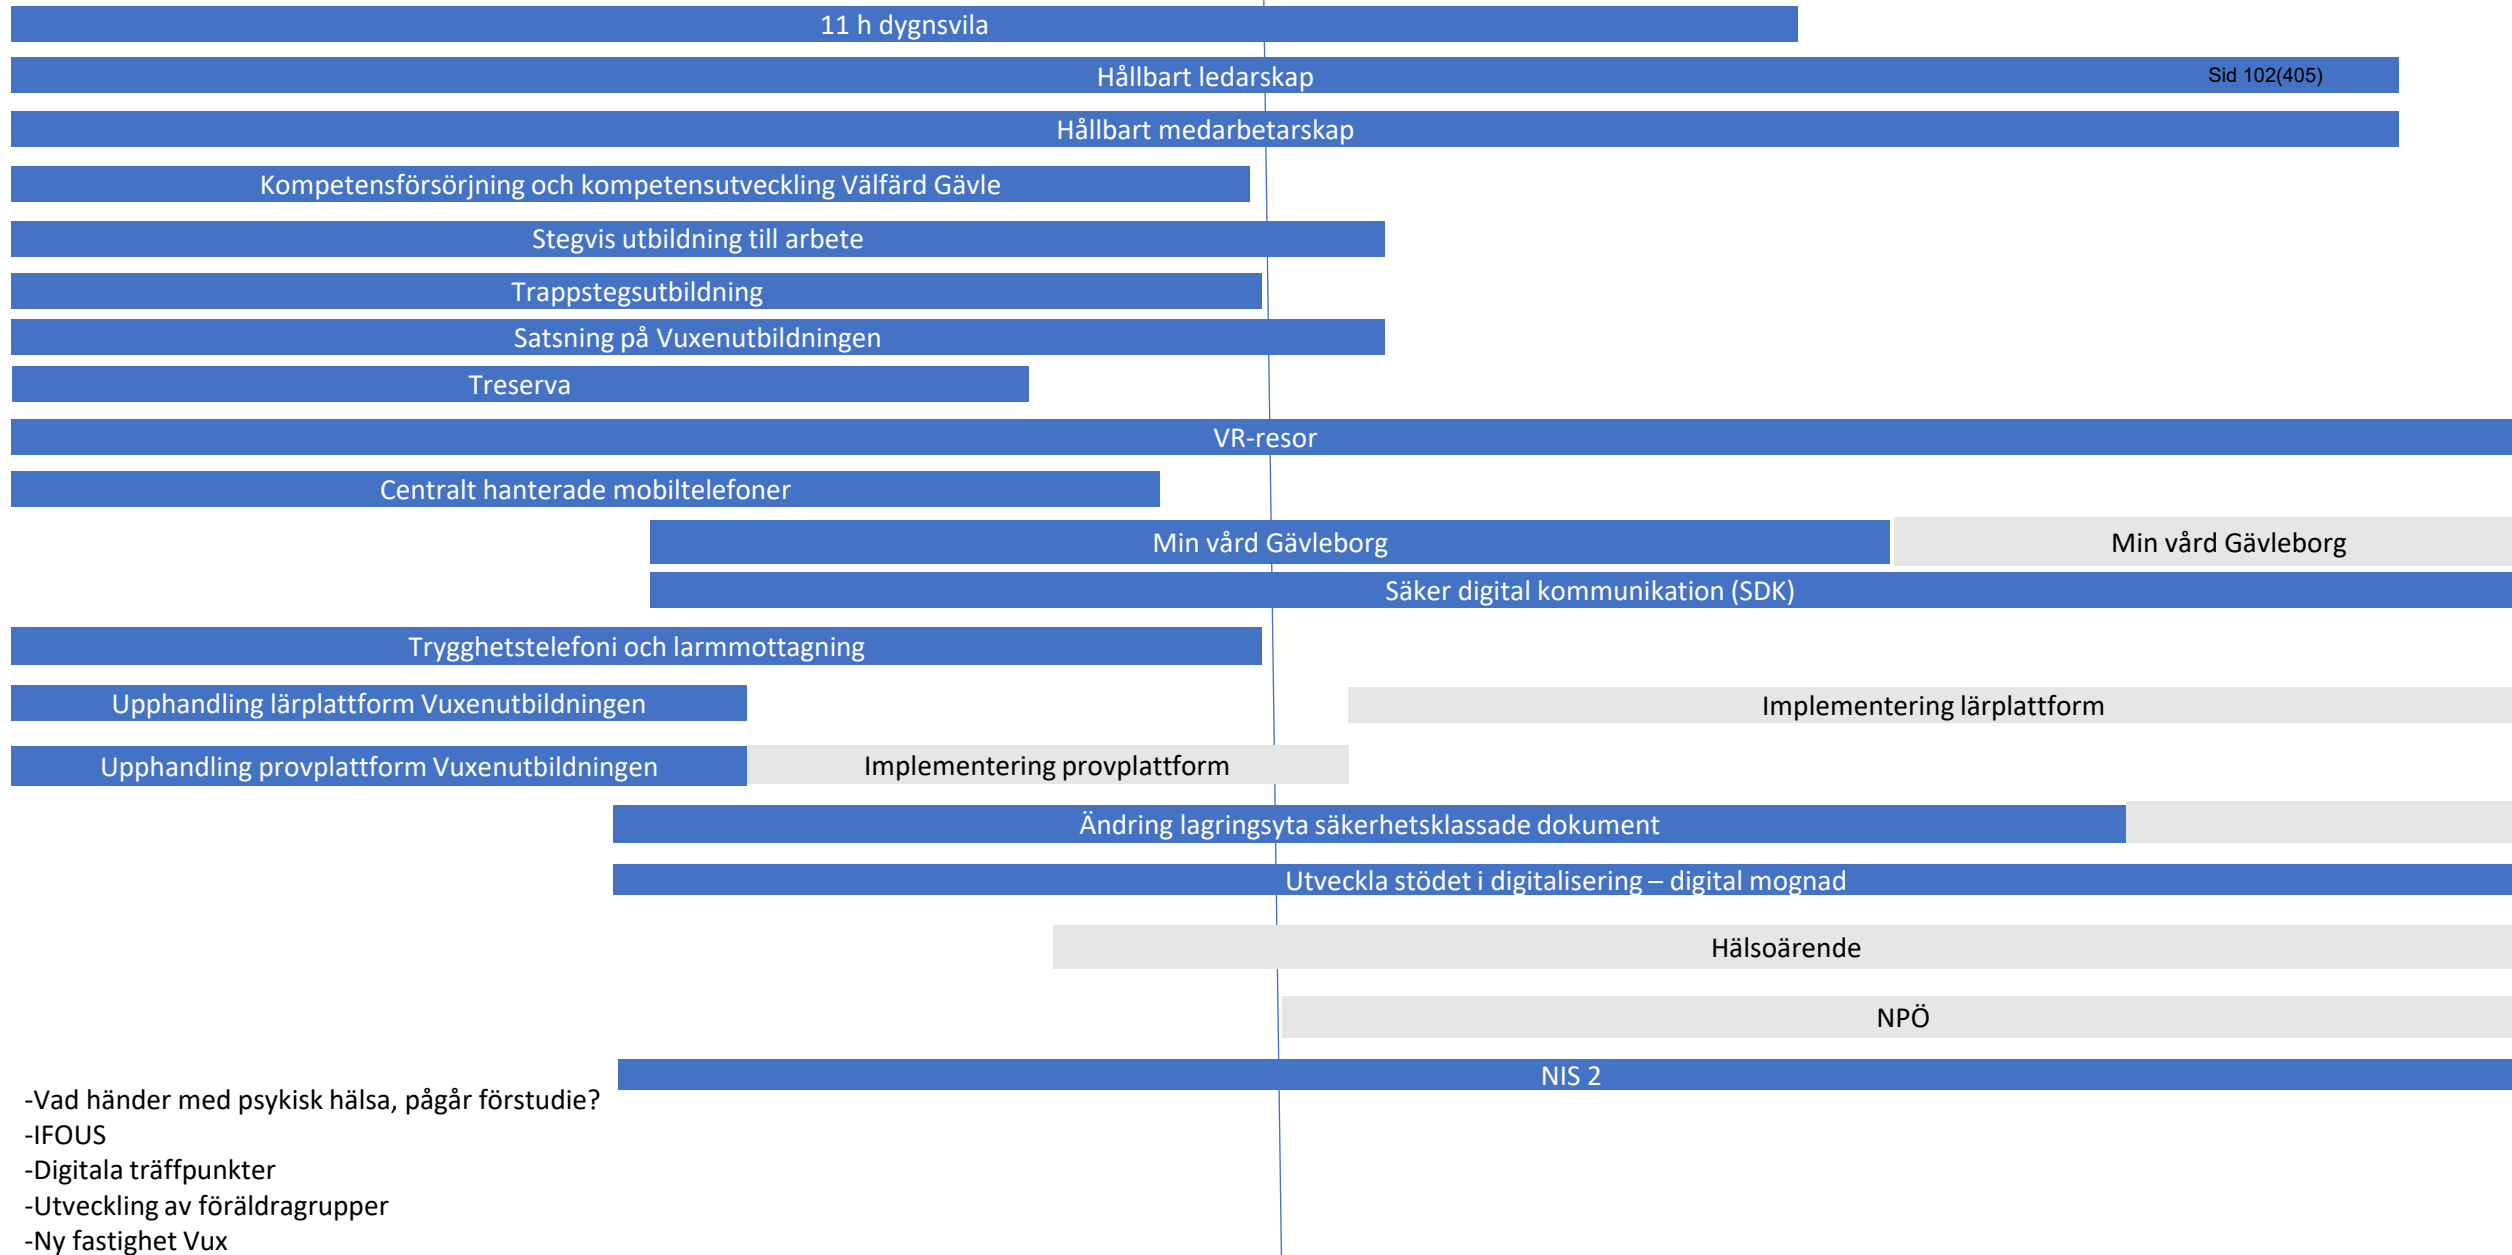 11 h dygnsvila
Hållbart ledarskap
Sid 102(405)
Hållbart medarbetarskap
Kompetensförsörjning och kompetensutveckling Välfärd Gävle
Stegvis utbildning till arbete
Trappstegsutbildning
Satsning på Vuxenutbildningen
Treserva
VR-resor
Centralt hanterade mobiltelefoner
Min vård Gävleborg
Min vård Gävleborg
Säker digital kommunikation (SDK)
Trygghetstelefoni och larmmottagning
Upphandling lärplattform Vuxenutbildningen
Implementering lärplattform
Upphandling provplattform Vuxenutbildningen
Implementering provplattform
Ändring lagringsyta säkerhetsklassade dokument
Utveckla stödet i digitalisering – digital mognad
Hälsoärende
NPÖ
NIS 2
-Vad händer med psykisk hälsa, pågår förstudie?
-IFOUS
-Digitala träffpunkter
-Utveckling av föräldragrupper
-Ny fastighet Vux